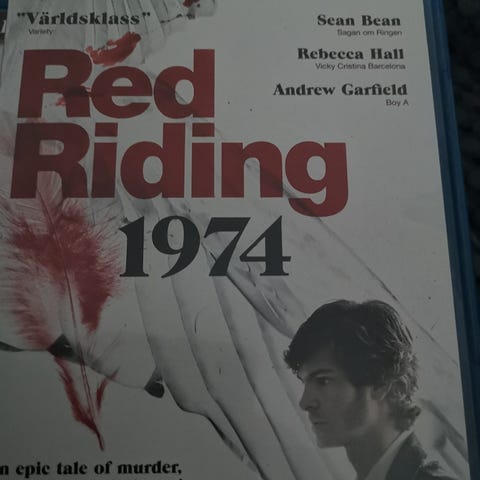 "Världsklass"
Variety
Sean Bean
Sagan om Ringen
Rebecca Hall
Vicky Cristina Barcelona
Andrew Garfield
Boy A
Red
Riding
1974
n epic tale of murder,